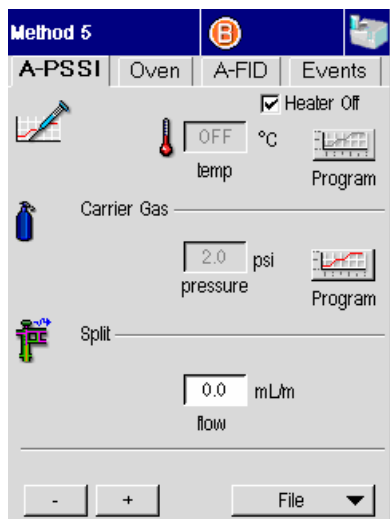 Method 5 B
A-PSSI Oven A-FID Events
Heater Off
OFF °C
temp Program
Carrier Gas
2.0 psi
pressure Program
Split
0.0 mL/m
flow
- + File